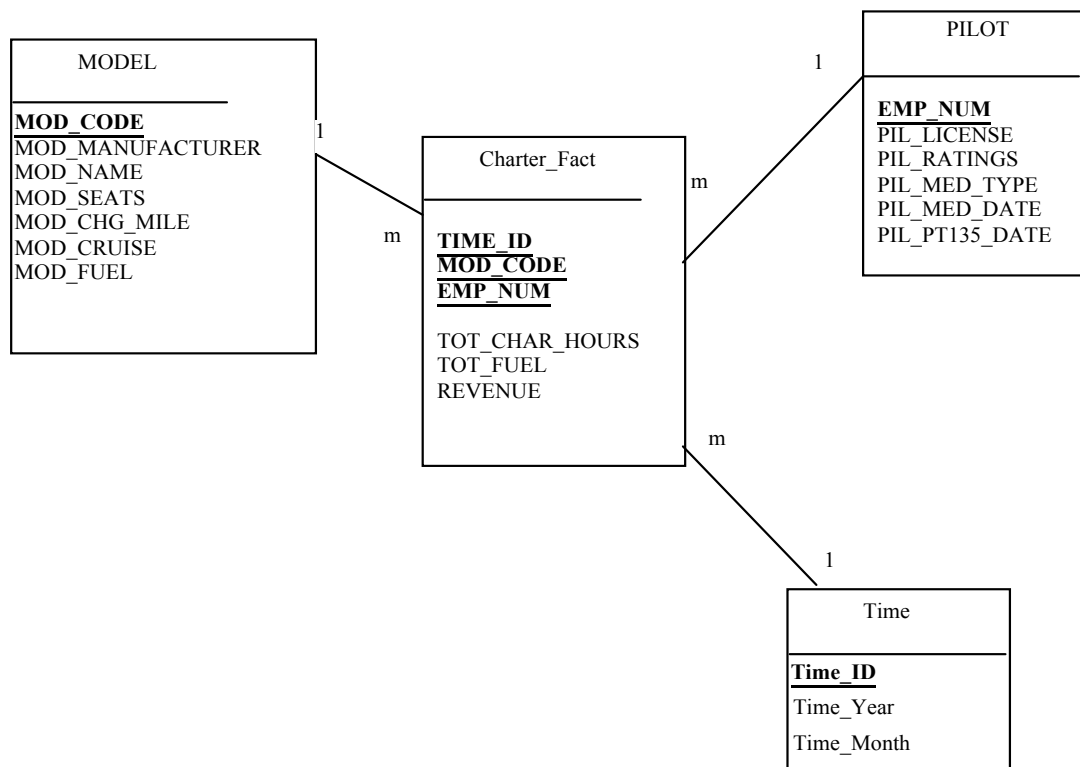 MODEL
MOD_CODE
MOD_MANUFACTURER
MOD_NAME
MOD_SEATS
MOD_CHG_MILE
MOD_CRUISE
MOD_FUEL
1
m
Charter_Fact
TIME_ID
MOD_CODE
EMP_NUM
TOT_CHAR_HOURS
TOT_FUEL
REVENUE
m
1
PILOT
EMP_NUM
PIL_LICENSE
PIL_RATINGS
PIL_MED_TYPE
PIL_MED_DATE
PIL_PT135_DATE
m
1
Time
Time_ID
Time_Year
Time_Month